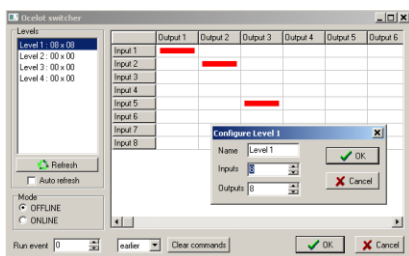 Ocelot switcher
Levels
Level 1 : 08 x 08
Level 2 : 00 x 00
Level 3 : 00 x 00
Level 4 : 00 x 00
Refresh
Auto refresh
Mode
OFFLINE
ONLINE
Output 1 Output 2 Output 3 Output 4 Output 5 Output 6
Input 1
Input 2
Input 3
Input 4
Input 5
Input 6
Input 7
Input 8
Configure Level 1
Name Level 1
Inputs 8
Outputs 8
OK
Cancel
Run event 0 earlier Clear commands OK Cancel